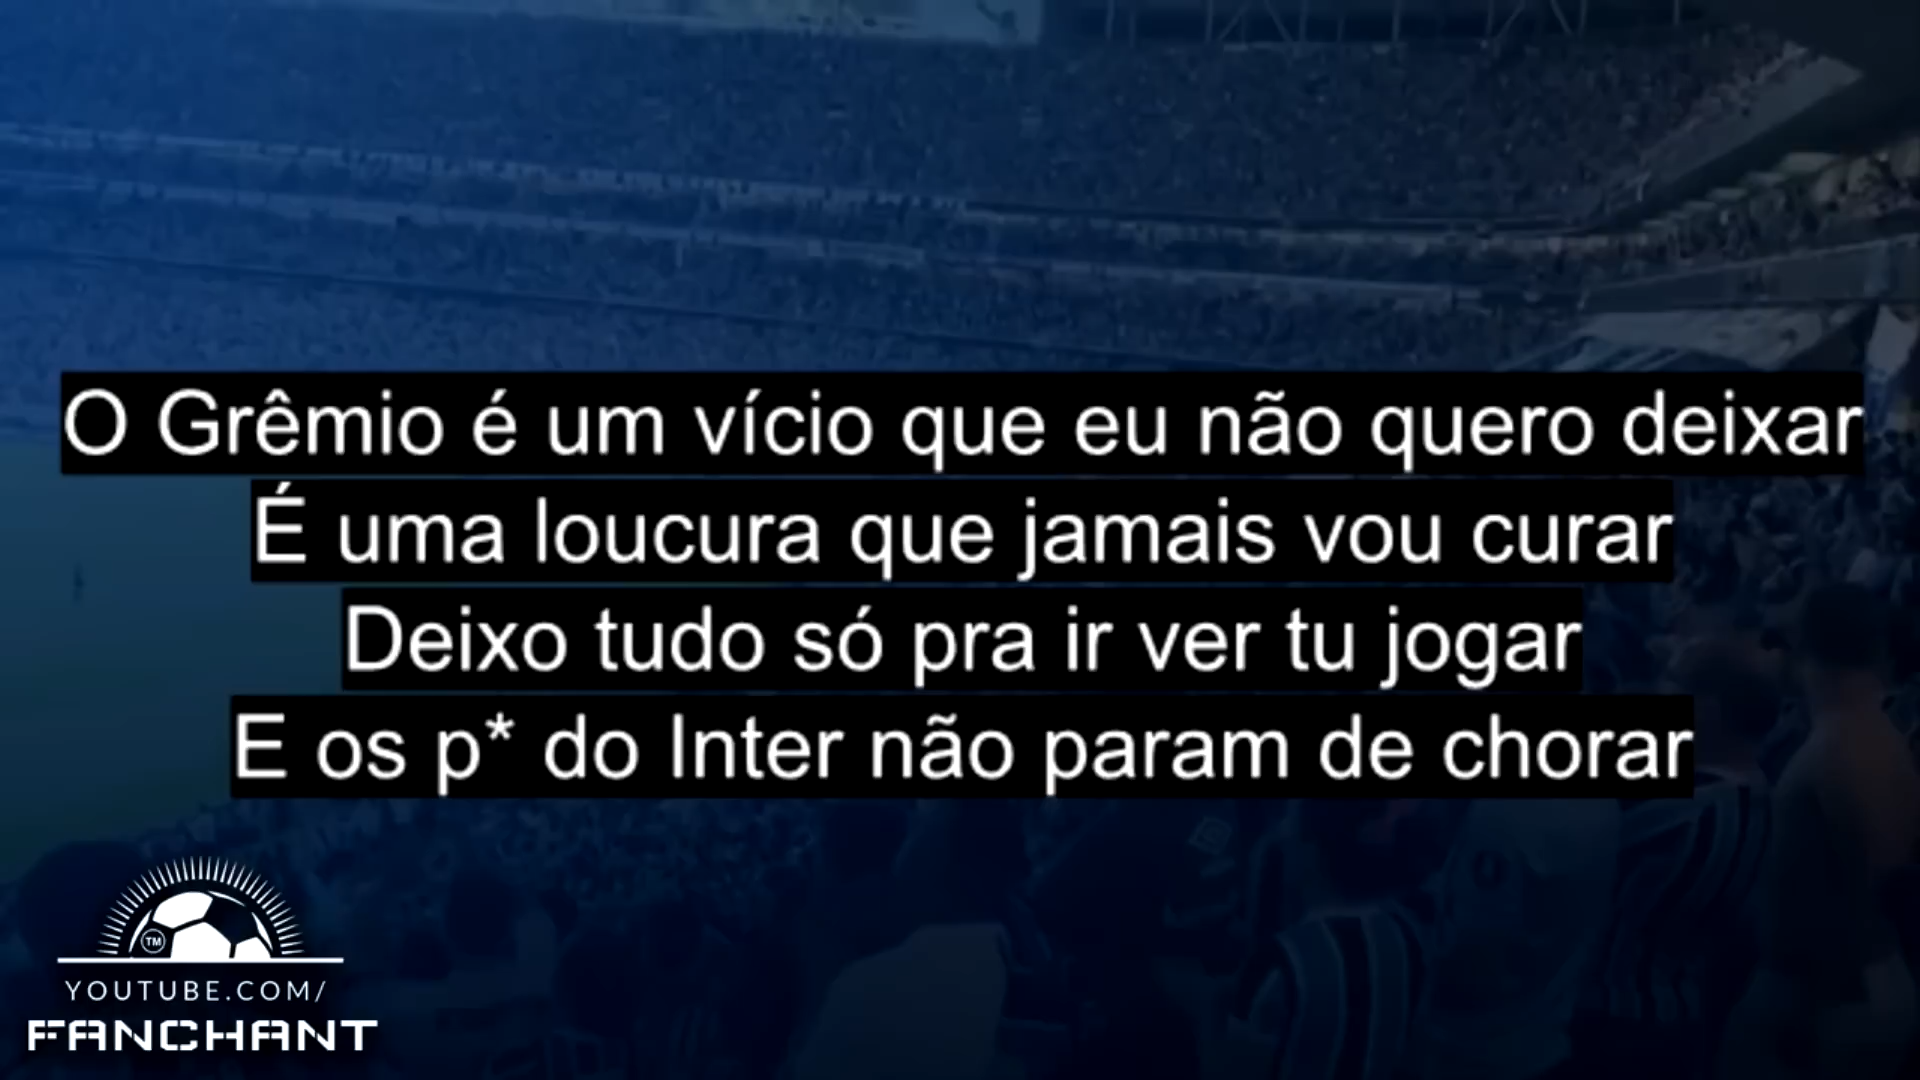 O Grêmio é um vício que eu não quero deixar
É uma loucura que jamais vou curar
Deixo tudo só pra ir ver tu jogar
E os p* do Inter não param de chorar
TM
YOUTUBE.COM/
FANCHANT